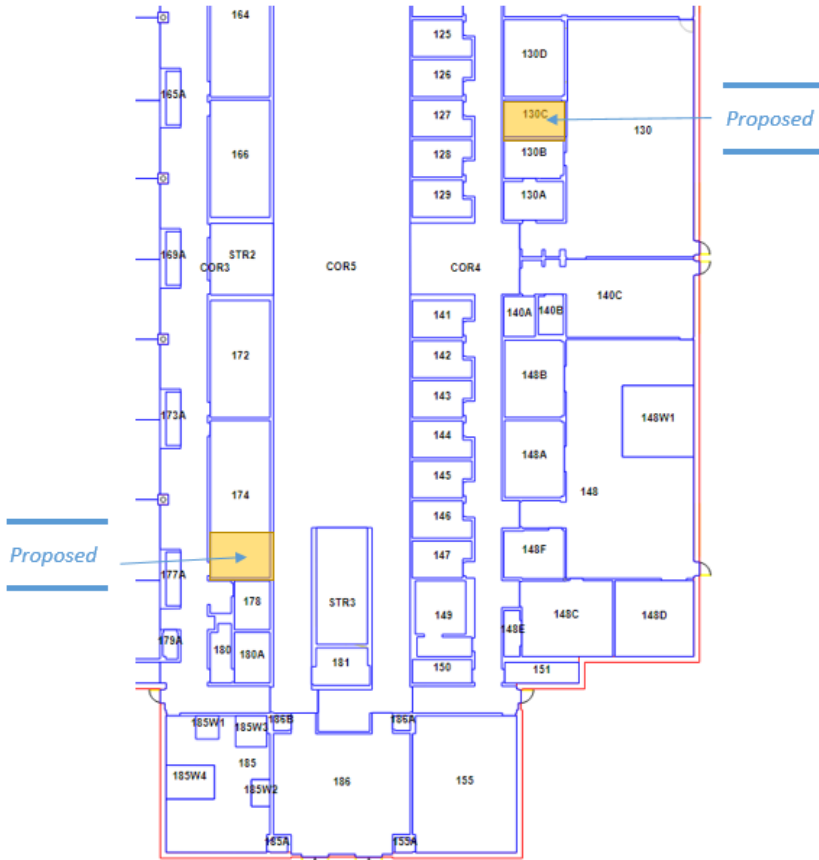 164
125
130D
126
165A
127
130C
Proposed
130
128
130B
166
129
130A
STR2
169A
COR3
COR5
COR4
140C
140A
140B
141
172
142
148B
143
173A
148W1
144
148A
145
174
148
146
Proposed
147
148F
177A
178
STR3
149
148C
148D
148E
179A
180
180A
181
150
151
185W1
185W3
186B
186A
185
185W4
186
155
185W2
185A
155A